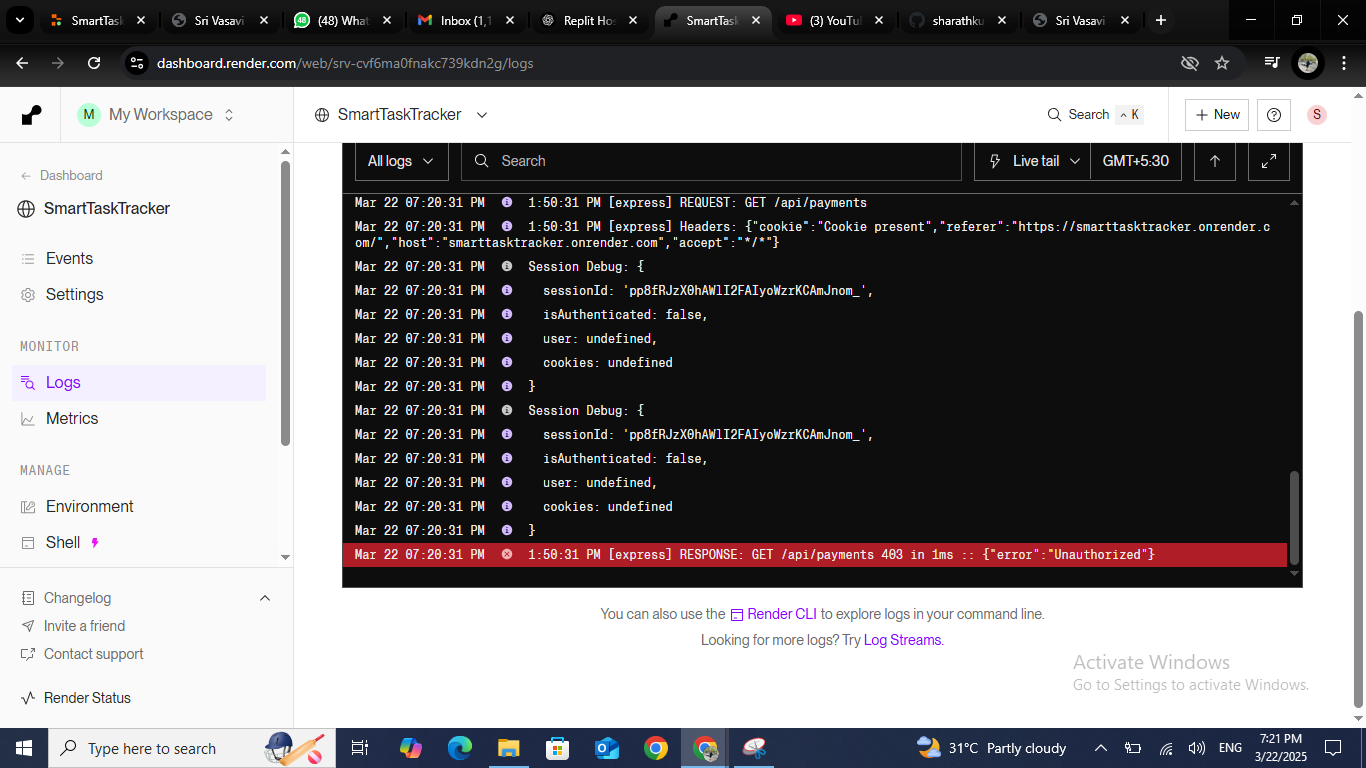 SmartTask
Sri Vasavi
(48) What
Inbox (1,1
Replit Hos
SmartTask
(3) YouTu
sharathku
Sri Vasavi
dashboard.render.com/web/srv-cvf6ma0fnakc739kdn2g/logs
M My Workspace
SmartTaskTracker
Search ^ K
+ New
S
← Dashboard
SmartTaskTracker
Events
Settings
MONITOR
Logs
Metrics
MANAGE
Environment
Shell
Changelog
Invite a friend
Contact support
Render Status
All logs
Search
Live tail
GMT+5:30
Mar 22 07:20:31 PM 1:50:31 PM [express] REQUEST: GET /api/payments
Mar 22 07:20:31 PM 1:50:31 PM [express] Headers: {"cookie":"Cookie present","referer":"https://smarttasktracker.onrender.c
om/","host":"smarttasktracker.onrender.com","accept":"*/*"}
Mar 22 07:20:31 PM Session Debug: {
Mar 22 07:20:31 PM sessionId: 'pp8fRJzX0hAWlI2FAIyoWzrKCAmJnom_',
Mar 22 07:20:31 PM isAuthenticated: false,
Mar 22 07:20:31 PM user: undefined,
Mar 22 07:20:31 PM cookies: undefined
Mar 22 07:20:31 PM }
Mar 22 07:20:31 PM Session Debug: {
Mar 22 07:20:31 PM sessionId: 'pp8fRJzX0hAWlI2FAIyoWzrKCAmJnom_',
Mar 22 07:20:31 PM isAuthenticated: false,
Mar 22 07:20:31 PM user: undefined,
Mar 22 07:20:31 PM cookies: undefined
Mar 22 07:20:31 PM }
Mar 22 07:20:31 PM 1:50:31 PM [express] RESPONSE: GET /api/payments 403 in 1ms :: {"error":"Unauthorized"}
You can also use the Render CLI to explore logs in your command line.
Looking for more logs? Try Log Streams.
Activate Windows
Go to Settings to activate Windows.
Type here to search
31°C Partly cloudy
ENG
7:21 PM
3/22/2025